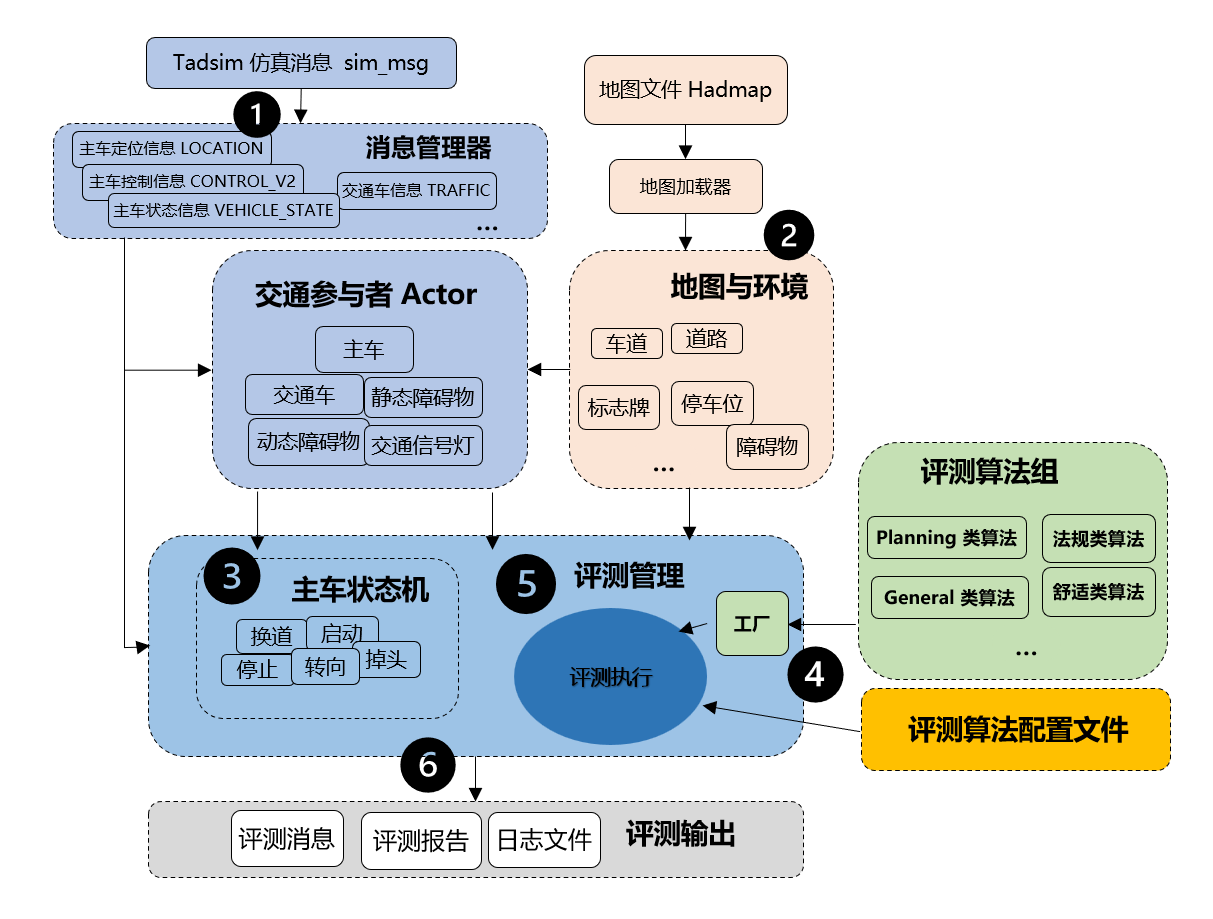 Tadsim 仿真消息 sim_msg
地图文件 Hadmap
1
主车定位信息 LOCATION
消息管理器
主车控制信息 CONTROL_V2
交通车信息 TRAFFIC
主车状态信息 VEHICLE_STATE
...
地图加载器
2
交通参与者 Actor
主车
交通车
静态障碍物
动态障碍物
交通信号灯
地图与环境
车道
道路
标志牌
停车位
障碍物
...
评测算法组
Planning 类算法
法规类算法
General 类算法
舒适类算法
...
3
主车状态机
换道
启动
停止
转向
掉头
5
评测管理
工厂
评测执行
4
评测算法配置文件
6
评测消息
评测报告
日志文件
评测输出